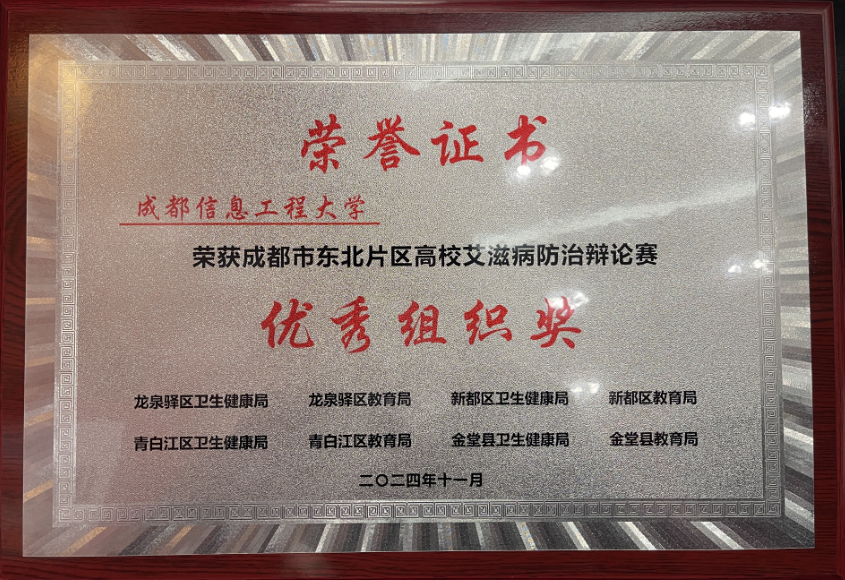 荣誉证书
成都信息工程大学
荣获成都市东北片区高校艾滋病防治辩论赛
优秀组织奖
龙泉驿区卫生健康局 龙泉驿区教育局 新都区卫生健康局 新都区教育局
青白江区卫生健康局 青白江区教育局 金堂县卫生健康局 金堂县教育局
二〇二四年十一月